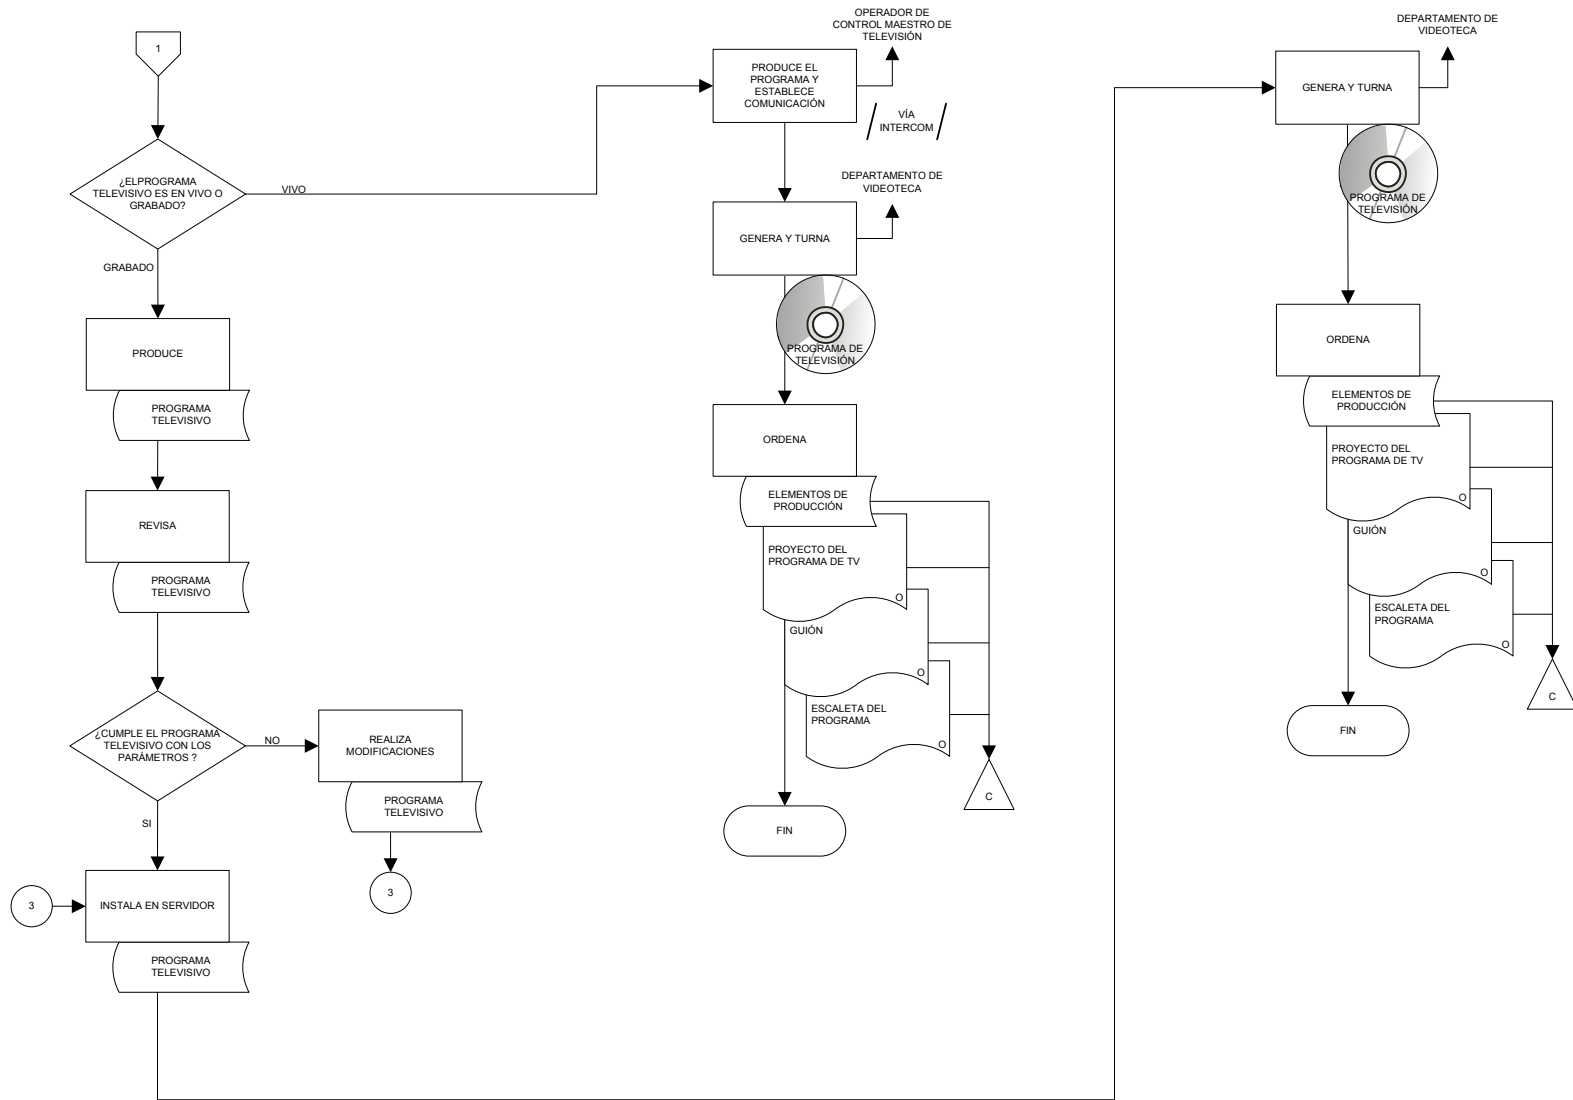 1
¿ELPROGRAMA
TELEVISIVO ES EN VIVO O
GRABADO?
VIVO
GRABADO
PRODUCE
PROGRAMA
TELEVISIVO
REVISA
PROGRAMA
TELEVISIVO
¿CUMPLE EL PROGRAMA
TELEVISIVO CON LOS
PARÁMETROS ?
NO
REALIZA
MODIFICACIONES
PROGRAMA
TELEVISIVO
3
SI
3
INSTALA EN SERVIDOR
PROGRAMA
TELEVISIVO
OPERADOR DE
CONTROL MAESTRO DE
TELEVISIÓN
PRODUCE EL
PROGRAMA Y
ESTABLECE
COMUNICACIÓN
VÍA
INTERCOM
DEPARTAMENTO DE
VIDEOTECA
GENERA Y TURNA
PROGRAMA DE
TELEVISIÓN
ORDENA
ELEMENTOS DE
PRODUCCIÓN
PROYECTO DEL
PROGRAMA DE TV
O
GUIÓN
O
ESCALETA DEL
PROGRAMA
O
C
FIN
DEPARTAMENTO DE
VIDEOTECA
GENERA Y TURNA
PROGRAMA DE
TELEVISIÓN
ORDENA
ELEMENTOS DE
PRODUCCIÓN
PROYECTO DEL
PROGRAMA DE TV
O
GUIÓN
O
ESCALETA DEL
PROGRAMA
O
C
FIN